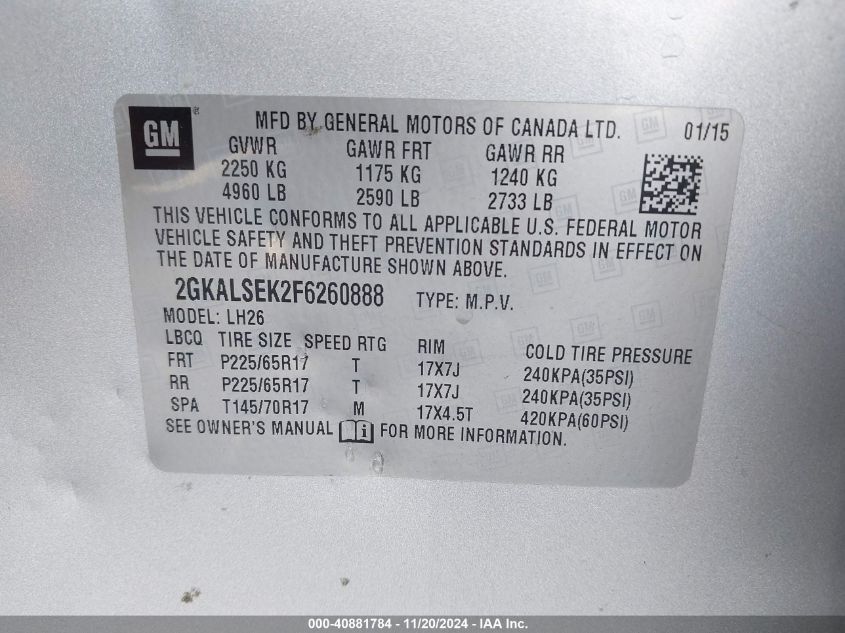 GM ®
MFD BY GENERAL MOTORS OF CANADA LTD. 01/15
GVWR GAWR FRT GAWR RR
2250 KG 1175 KG 1240 KG
4960 LB 2590 LB 2733 LB
THIS VEHICLE CONFORMS TO ALL APPLICABLE U.S. FEDERAL MOTOR
VEHICLE SAFETY AND THEFT PREVENTION STANDARDS IN EFFECT ON
THE DATE OF MANUFACTURE SHOWN ABOVE.
2GKALSEK2F6260888 TYPE: M.P.V.
MODEL: LH26
LBCQ TIRE SIZE SPEED RTG RIM COLD TIRE PRESSURE
FRT P225/65R17 T 17X7J 240KPA(35PSI)
RR P225/65R17 T 17X7J 240KPA(35PSI)
SPA T145/70R17 M 17X4.5T 420KPA(60PSI)
SEE OWNER'S MANUAL i FOR MORE INFORMATION.
000-40881784 - 11/20/2024 - IAA Inc.